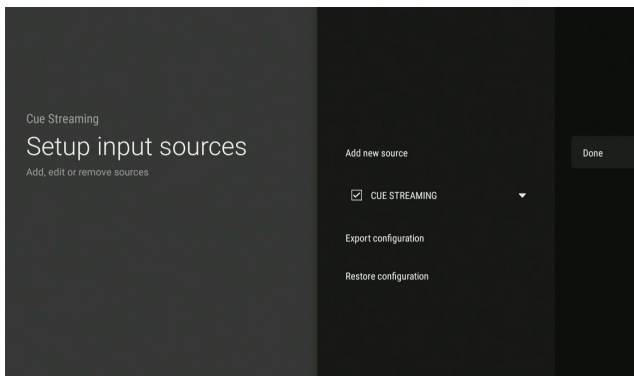 Cue Streaming
Setup input sources
Add, edit or remove sources
Add new source
CUE STREAMING
Export configuration
Restore configuration
Done